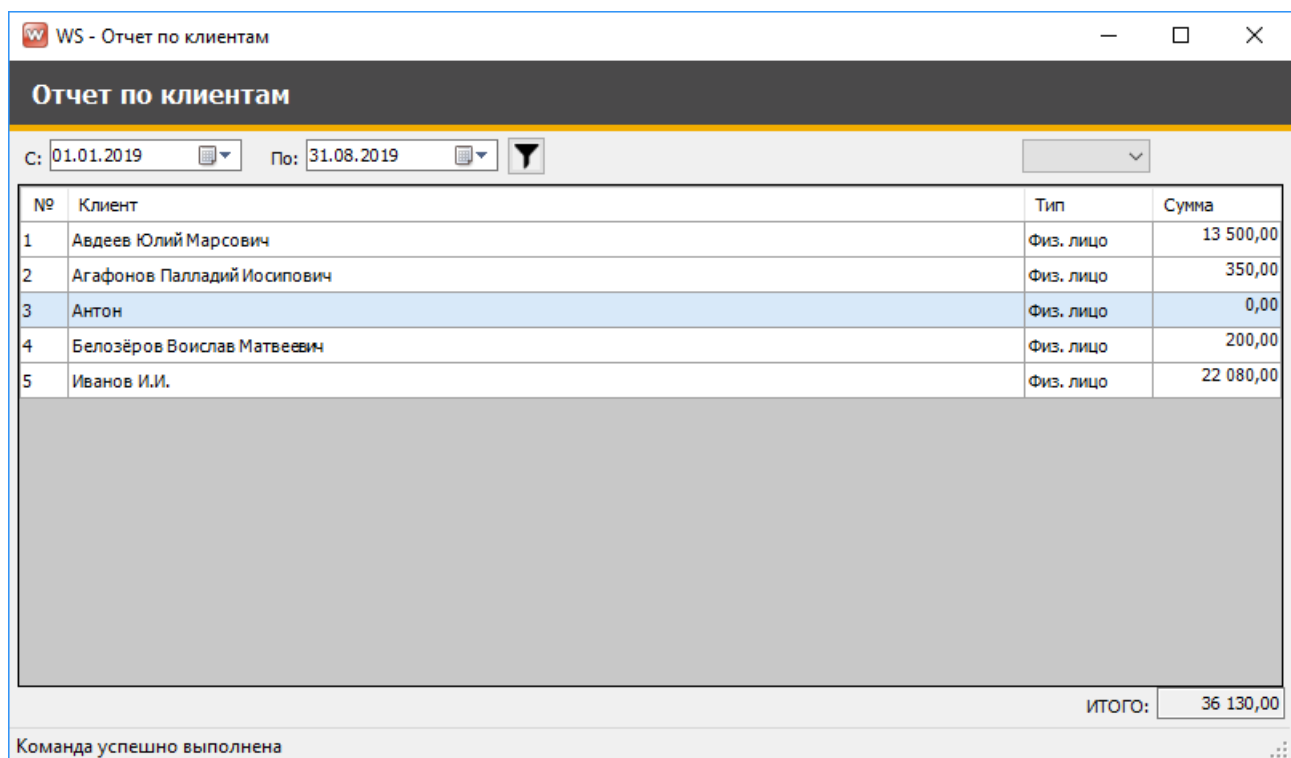 WS - Отчет по клиентам
Отчет по клиентам
С: 01.01.2019 По: 31.08.2019
№ Клиент Тип Сумма
1 Авдеев Юлий Марсович Физ. лицо 13 500,00
2 Агафонов Палладий Иосипович Физ. лицо 350,00
3 Антон Физ. лицо 0,00
4 Белозёров Воислав Матвеевич Физ. лицо 200,00
5 Иванов И.И. Физ. лицо 22 080,00
ИТОГО: 36 130,00
Команда успешно выполнена